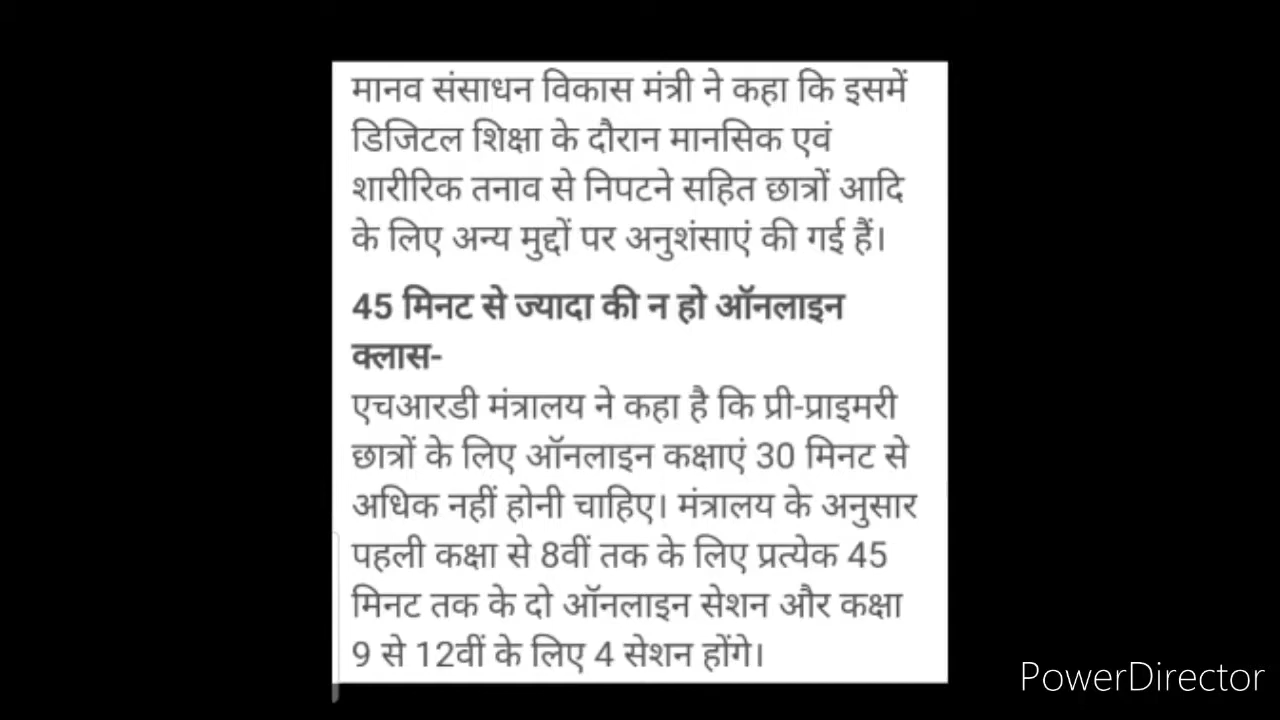 मानव संसाधन विकास मंत्री ने कहा कि इसमें
डिजिटल शिक्षा के दौरान मानसिक एवं
शारीरिक तनाव से निपटने सहित छात्रों आदि
के लिए अन्य मुद्दों पर अनुशंसाएं की गई हैं।
45 मिनट से ज्यादा की न हो ऑनलाइन
क्लास-
एचआरडी मंत्रालय ने कहा है कि प्री-प्राइमरी
छात्रों के लिए ऑनलाइन कक्षाएं 30 मिनट से
अधिक नहीं होनी चाहिए। मंत्रालय के अनुसार
पहली कक्षा से 8वीं तक के लिए प्रत्येक 45
मिनट तक के दो ऑनलाइन सेशन और कक्षा
9 से 12वीं के लिए 4 सेशन होंगे।
PowerDirector